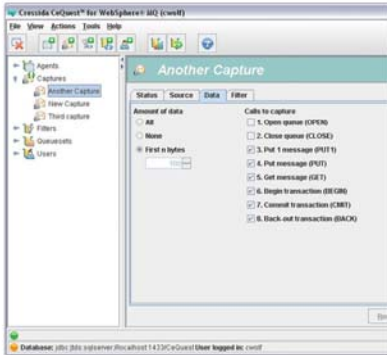 Cressida CeQuest™ for WebSphere® MQ (cwolf)
File View Actions Tools Help
Agents
Captures
Another Capture
New Capture
Third capture
Filters
Queuesets
Users
Another Capture
Status Source Data Filter
Amount of data
All
None
First n bytes
100
Calls to capture
1. Open queue (OPEN)
2. Close queue (CLOSE)
3. Put 1 message (PUT1)
4. Put message (PUT)
5. Get message (GET)
6. Begin transaction (BEGIN)
7. Commit transaction (CMIT)
8. Back-out transaction (BACK)
Database: jdbc:jtds:sqlserver://localhost:1433/CeQuest User logged in: cwolf